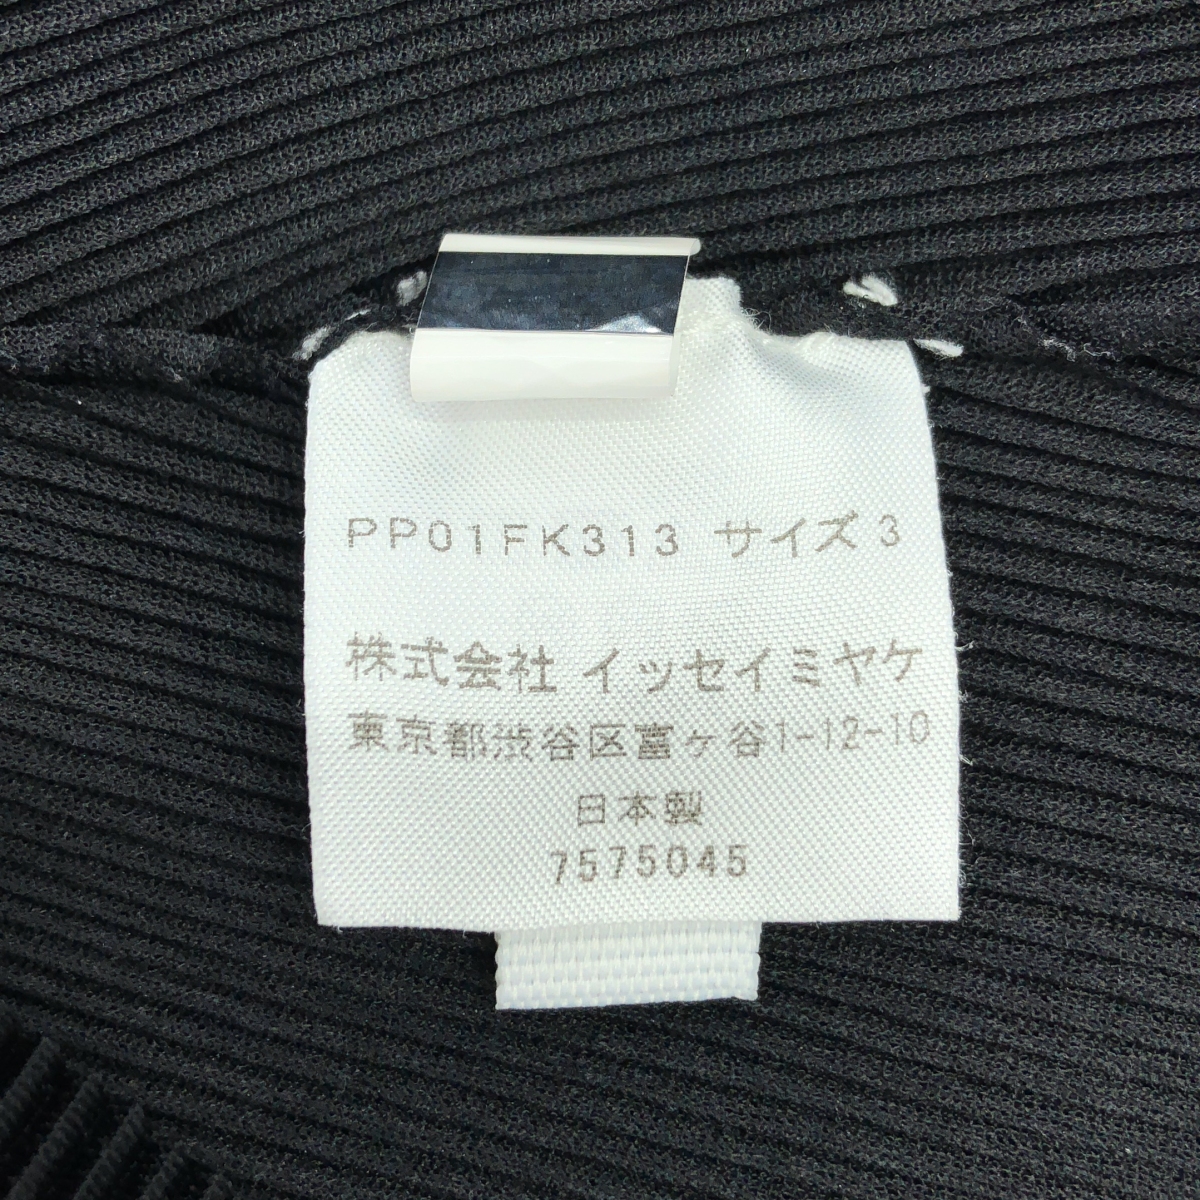 PP01FK313 サイズ3
株式会社 イッセイミヤケ
東京都渋谷区富ヶ谷1-12-10
日本製
7575045